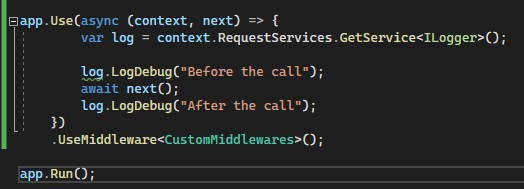 app.Use(async (context, next) => {
var log = context.RequestServices.GetService<ILogger>();
log.LogDebug("Before the call");
await next();
log.LogDebug("After the call");
})
.UseMiddleware<CustomMiddlewares>();
app.Run();